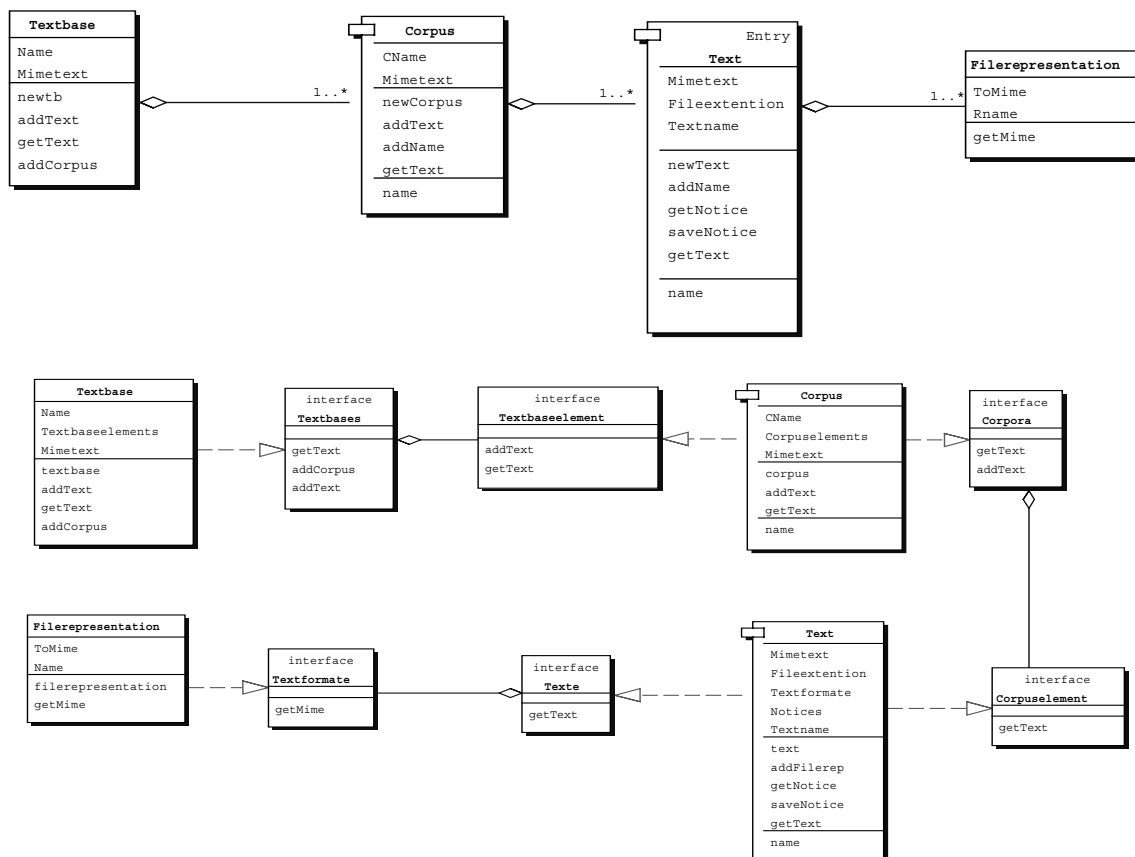 Textbase
Name
Mimetext
newtb
addText
getText
addCorpus
1..*
Corpus
CName
Mimetext
newCorpus
addText
addName
getText
name
1..*
Entry
Text
Mimetext
Fileextention
Textname
newText
addName
getNotice
saveNotice
getText
name
1..*
Filerepresentation
ToMime
Rname
getMime
Textbase
Name
Textbaseelements
Mimetext
textbase
addText
getText
addCorpus
interface
Textbases
getText
addCorpus
addText
interface
Textbaseelement
addText
getText
Corpus
CName
Corpuselements
Mimetext
corpus
addText
getText
name
interface
Corpora
getText
addText
Filerepresentation
ToMime
Name
filerepresentation
getMime
interface
Textformate
getMime
interface
Texte
getText
Text
Mimetext
Fileextention
Textformate
Notices
Textname
text
addFilerep
getNotice
saveNotice
getText
name
interface
Corpuselement
getText